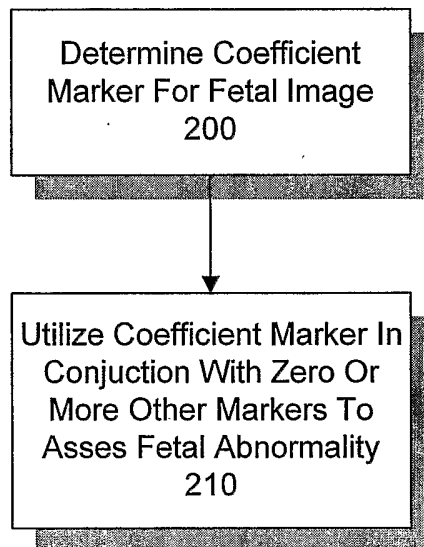 Determine Coefficient
Marker For Fetal Image
200
Utilize Coefficient Marker In
Conjuction With Zero Or
More Other Markers To
Asses Fetal Abnormality
210